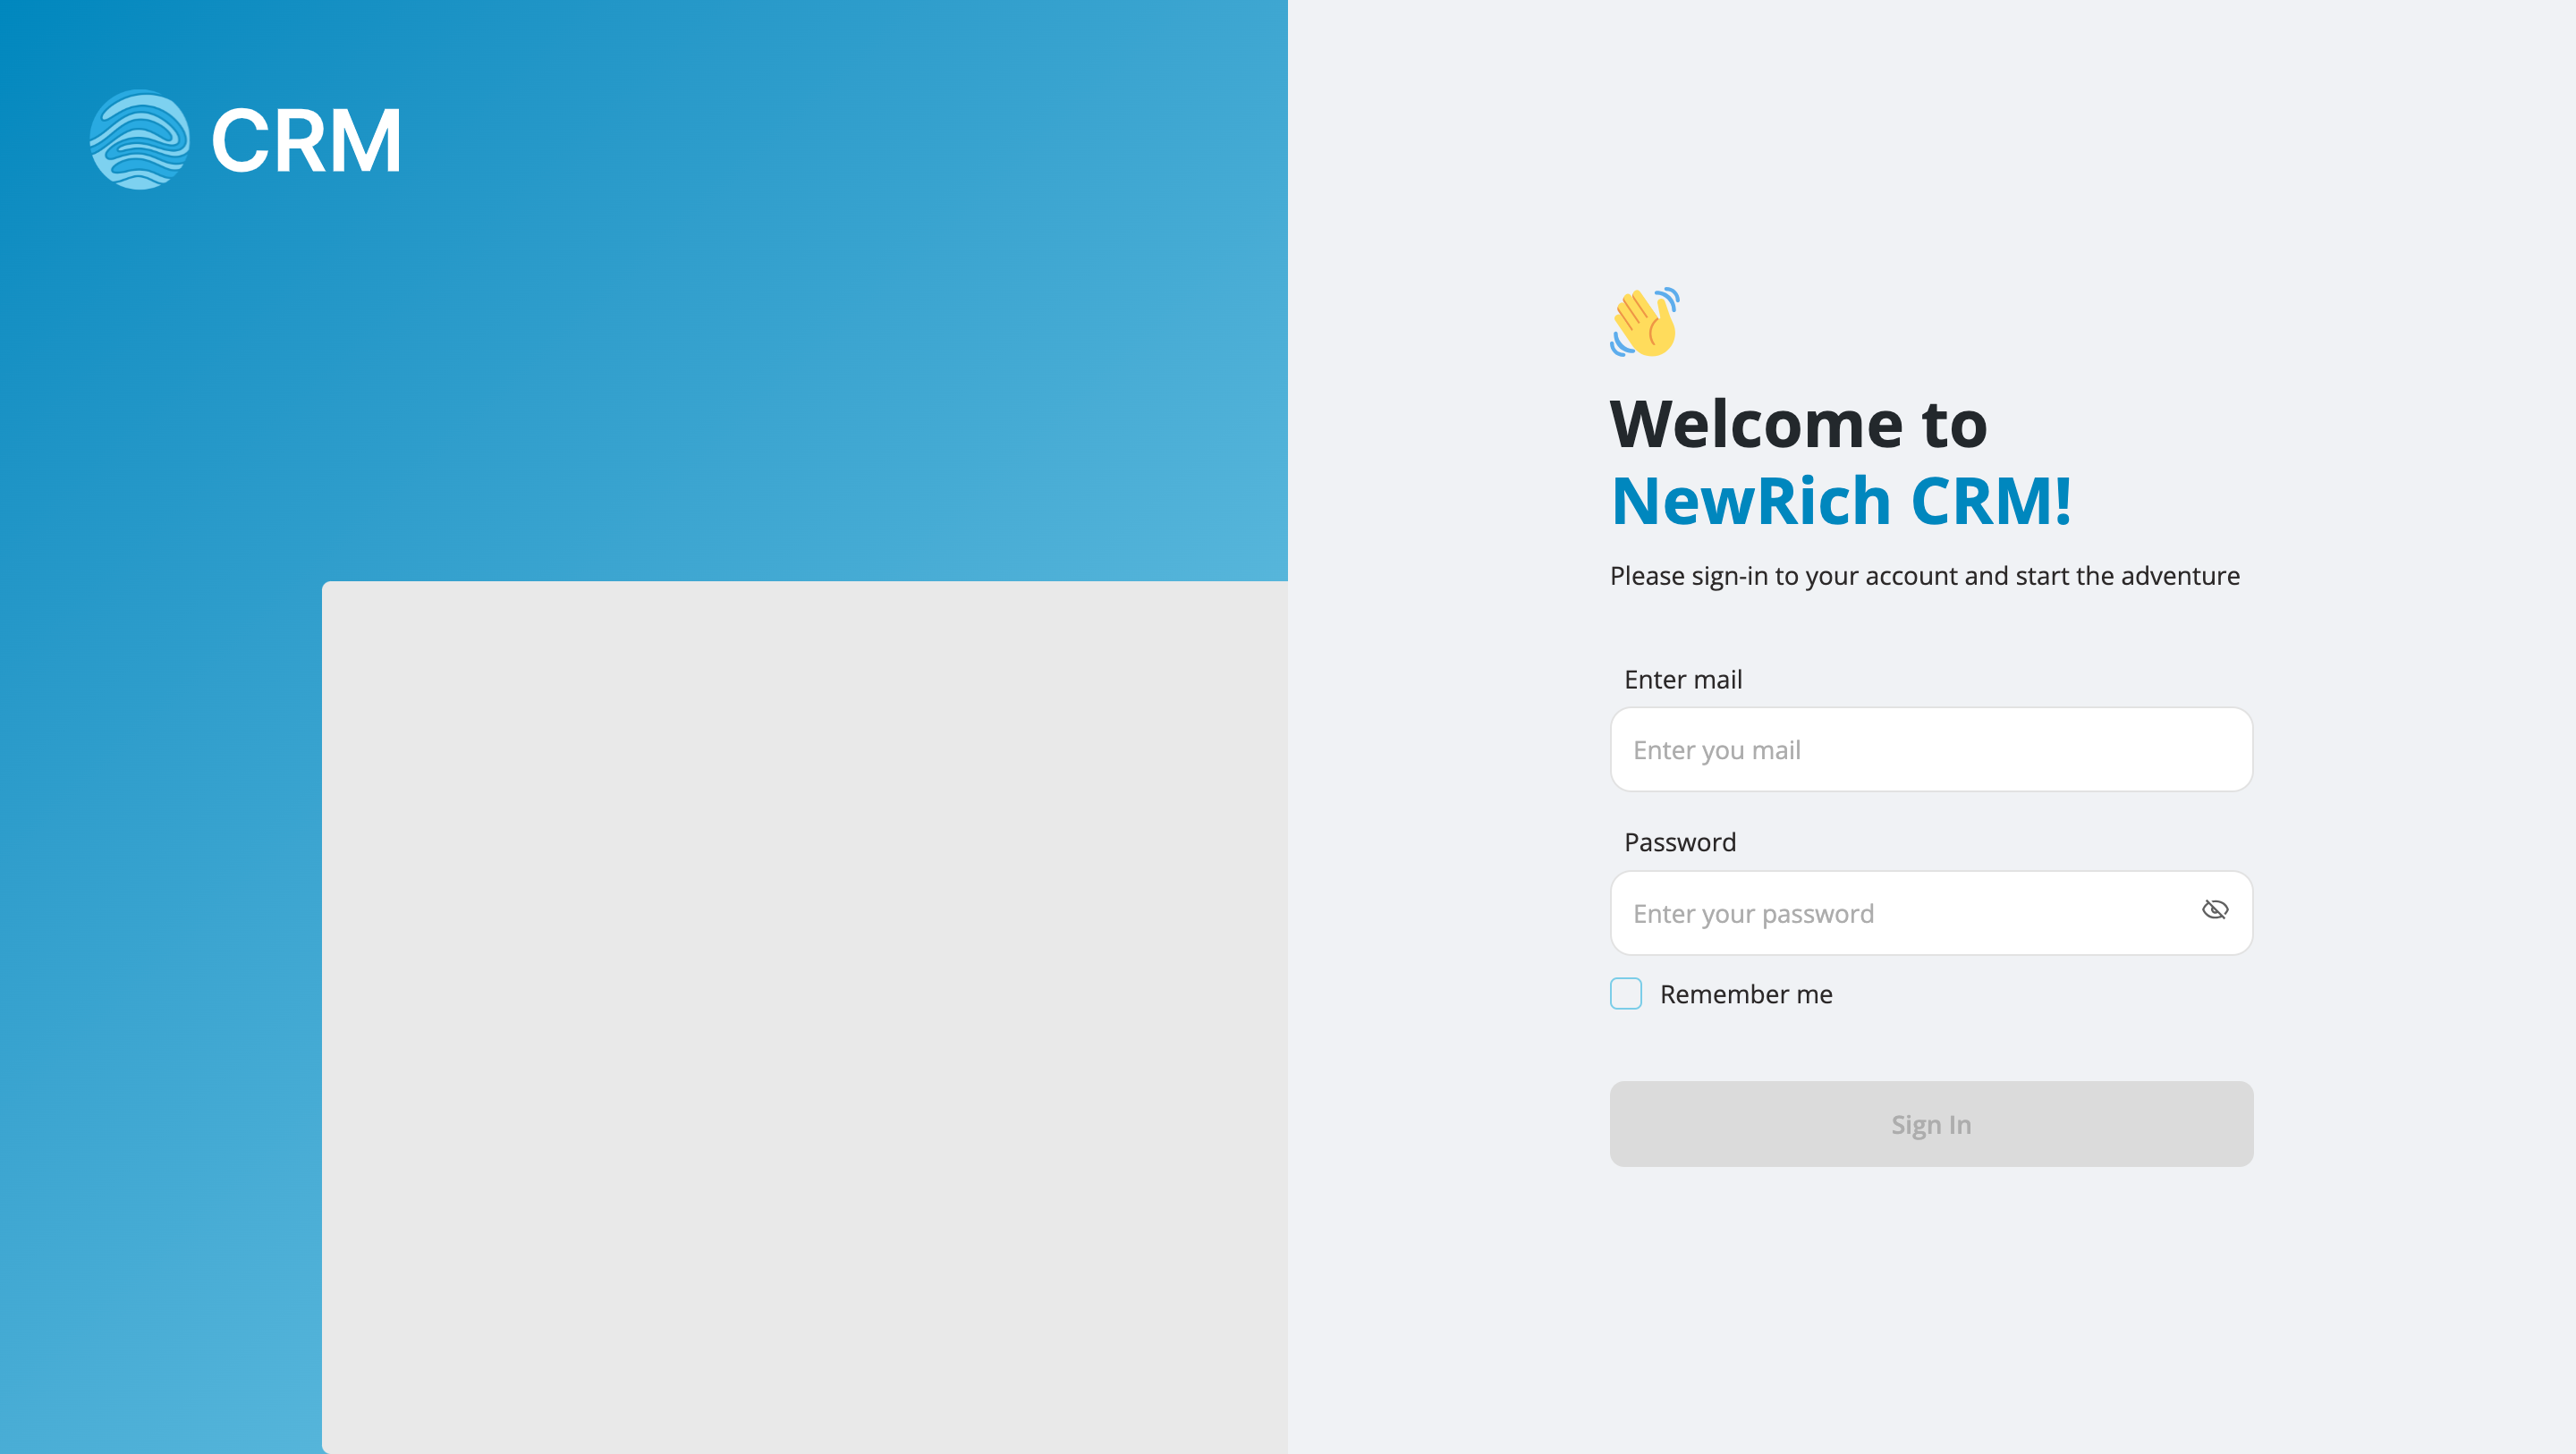 CRM
Welcome to
NewRich CRM!
Please sign-in to your account and start the adventure
Enter mail
Enter you mail
Password
Enter your password
Remember me
Sign In